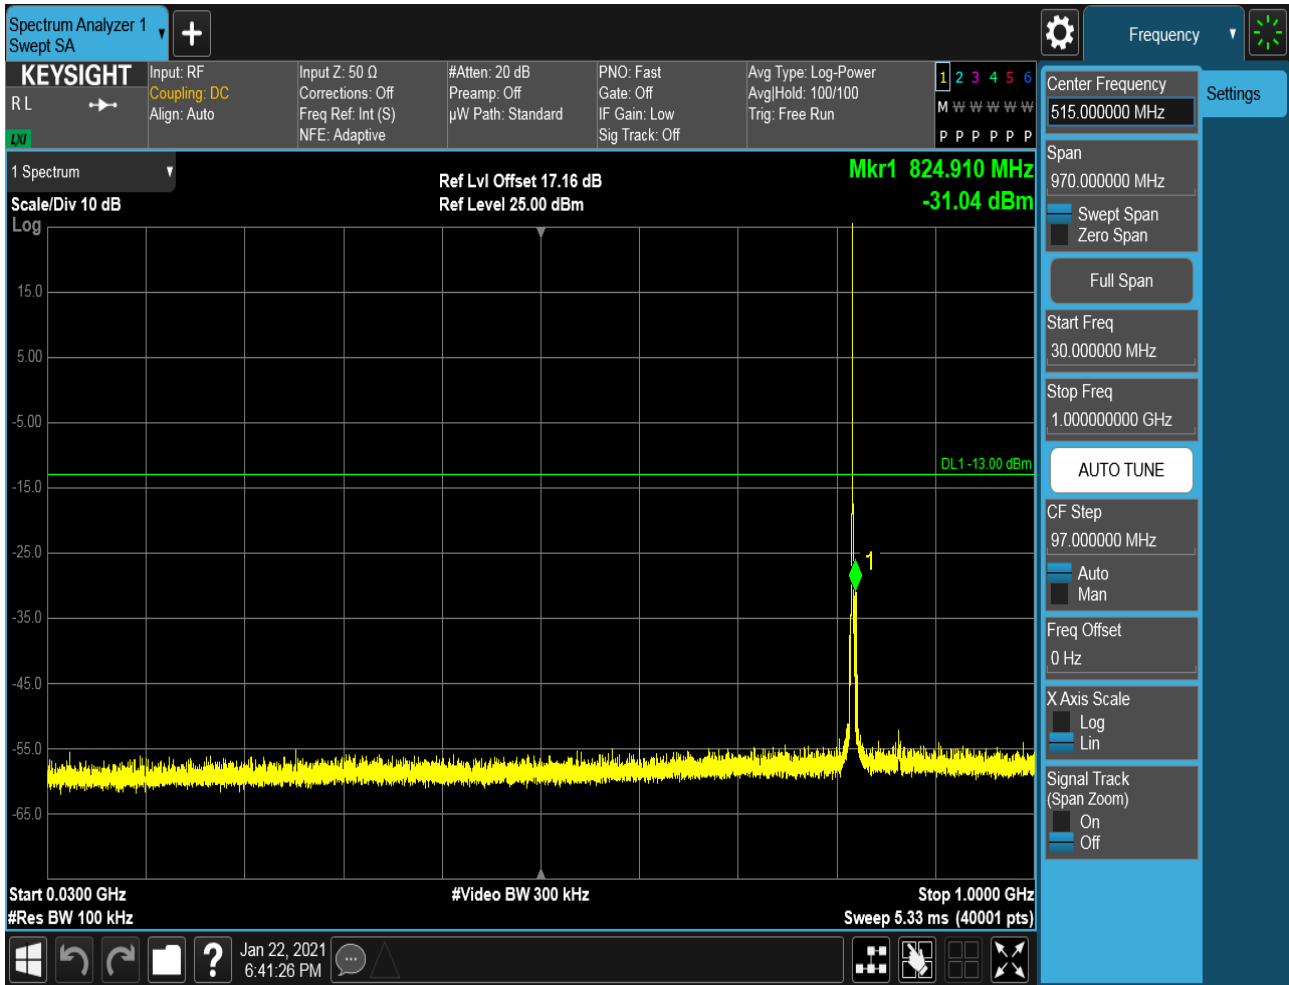 Spectrum Analyzer 1
Swept SA
Frequency
KEYSIGHT
R L
LXI
Input: RF
Coupling: DC
Align: Auto
Input Z: 50 Ω
Corrections: Off
Freq Ref: Int (S)
NFE: Adaptive
#Atten: 20 dB
Preamp: Off
µW Path: Standard
PNO: Fast
Gate: Off
IF Gain: Low
Sig Track: Off
Avg Type: Log-Power
Avg|Hold: 100/100
Trig: Free Run
1 2 3 4 5 6
M W W W W W
P P P P P P
1 Spectrum
Scale/Div 10 dB
Log
Ref Lvl Offset 17.16 dB
Ref Level 25.00 dBm
Mkr1 824.910 MHz
-31.04 dBm
15.0
5.00
-5.00
-15.0
-25.0
-35.0
-45.0
-55.0
-65.0
DL1 -13.00 dBm
1
Start 0.0300 GHz
#Res BW 100 kHz
#Video BW 300 kHz
Stop 1.0000 GHz
Sweep 5.33 ms (40001 pts)
Center Frequency
515.000000 MHz
Span
970.000000 MHz
Swept Span
Zero Span
Full Span
Start Freq
30.000000 MHz
Stop Freq
1.000000000 GHz
AUTO TUNE
CF Step
97.000000 MHz
Auto
Man
Freq Offset
0 Hz
X Axis Scale
Log
Lin
Signal Track
(Span Zoom)
On
Off
Settings
?
Jan 22, 2021
6:41:26 PM